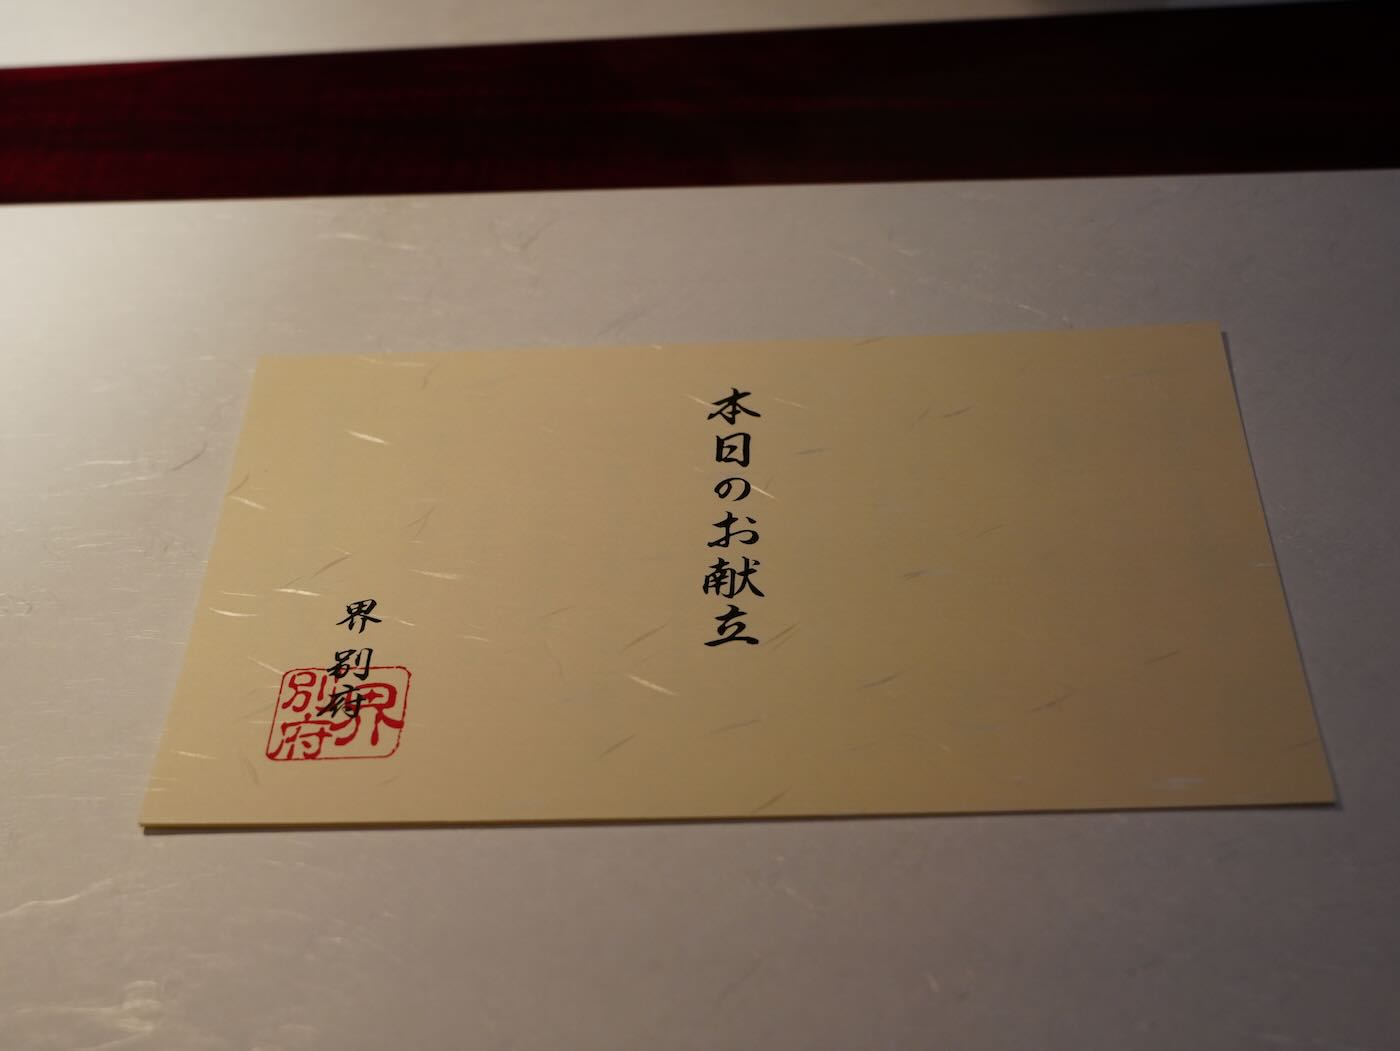 本日のお献立
界 別府
界
別府